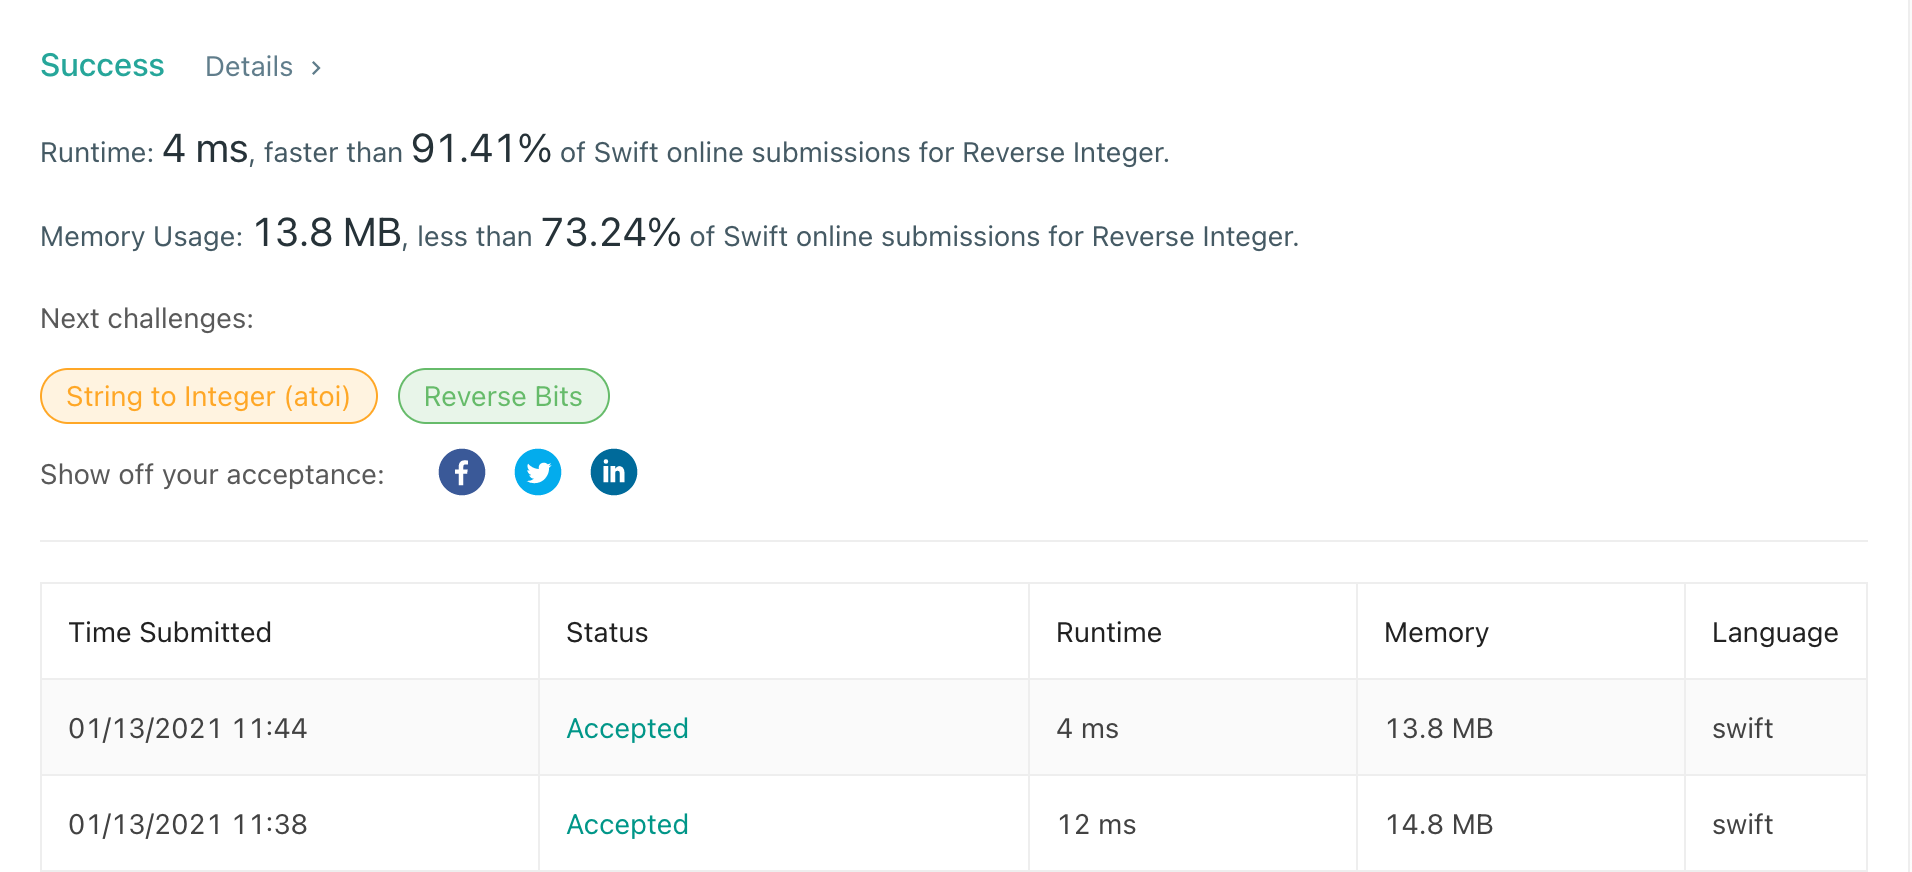 Success Details >
Runtime: 4 ms, faster than 91.41% of Swift online submissions for Reverse Integer.
Memory Usage: 13.8 MB, less than 73.24% of Swift online submissions for Reverse Integer.
Next challenges:
String to Integer (atoi) Reverse Bits
Show off your acceptance: f in
Time Submitted Status Runtime Memory Language
01/13/2021 11:44 Accepted 4 ms 13.8 MB swift
01/13/2021 11:38 Accepted 12 ms 14.8 MB swift